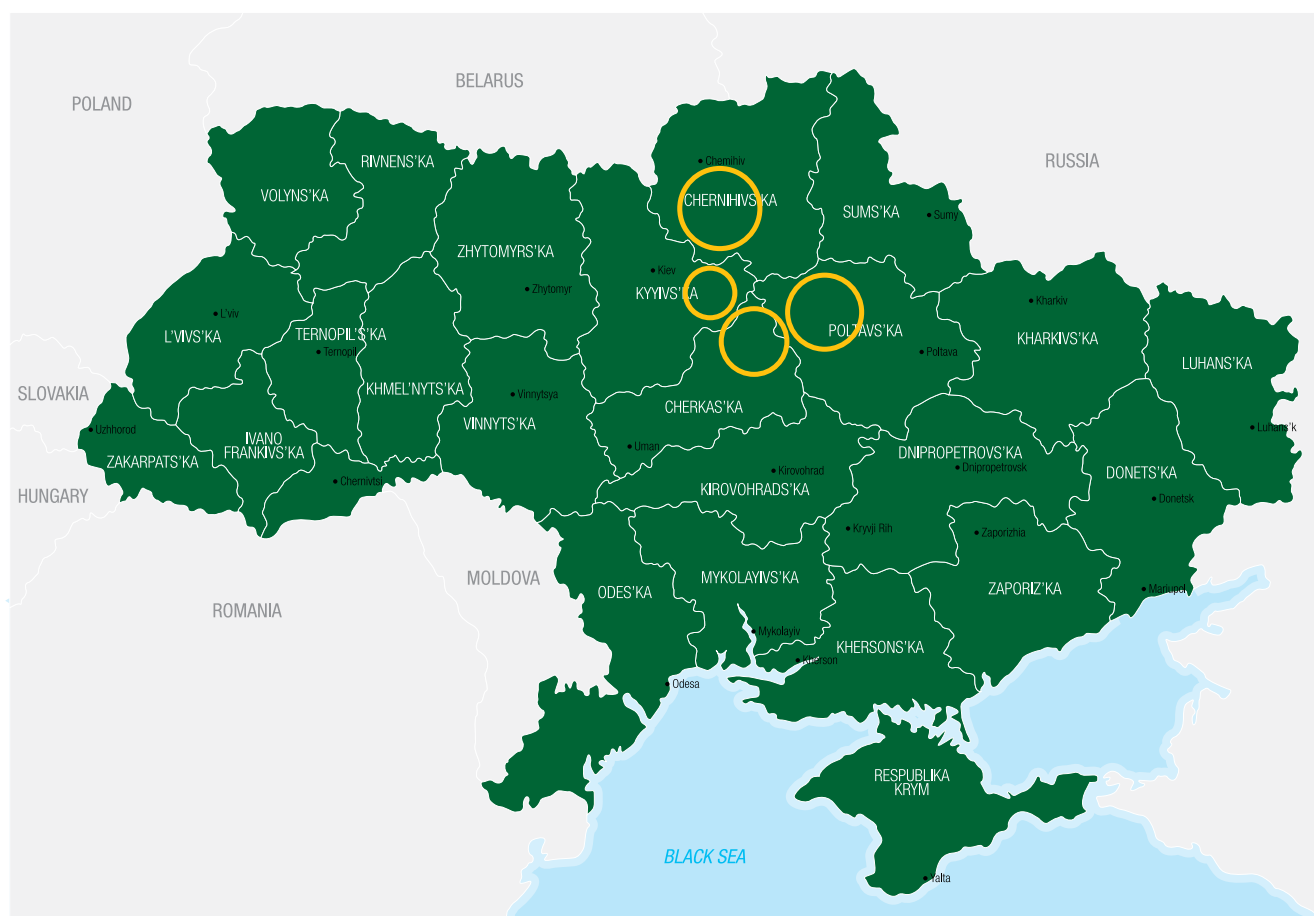 BELARUS
POLAND
RUSSIA
RIVNENS'KA
Chernihiv
VOLYNS'KA
CHERNIHIVS'KA
SUMS'KA
Sumy
ZHYTOMYRS'KA
Kiev
Zhytomyr
KYYIVS'KA
Kharkiv
L'viv
L'VIVS'KA
TERNOPIL'S'KA
POLTAVS'KA
KHARKIVS'KA
Ternopil
Poltava
LUHANS'KA
SLOVAKIA
KHMEL'NYTS'KA
Vinnytsya
CHERKAS'KA
VINNYTS'KA
Uzhhorod
Luhans'k
IVANO
FRANKIVS'KA
Uman
DNIPROPETROVS'KA
ZAKARPATS'KA
Kirovohrad
Dnipropetrovsk
DONETS'KA
Chernivtsi
KIROVOHRADS'KA
HUNGARY
Donetsk
Kryvji Rih
Zaporizhia
MOLDOVA
MYKOLAYIVS'KA
ODES'KA
ZAPORIZ'KA
Mariupol
ROMANIA
Mykolayiv
KHERSONS'KA
Kherson
Odesa
RESPUBLIKA
KRYM
BLACK SEA
Yalta